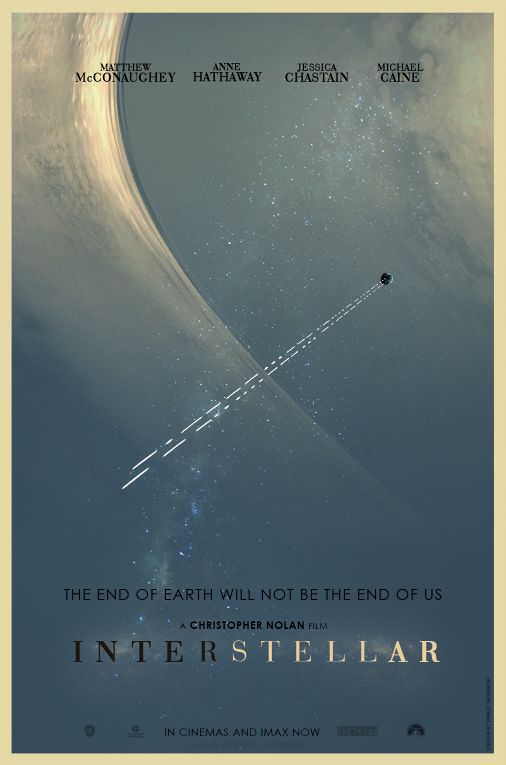 MATTHEW McCONAUGHEY
ANNE HATHAWAY
JESSICA CHASTAIN
MICHAEL CAINE
THE END OF EARTH WILL NOT BE THE END OF US
A CHRISTOPHER NOLAN FILM
INTERSTELLAR
IN CINEMAS AND IMAX NOW